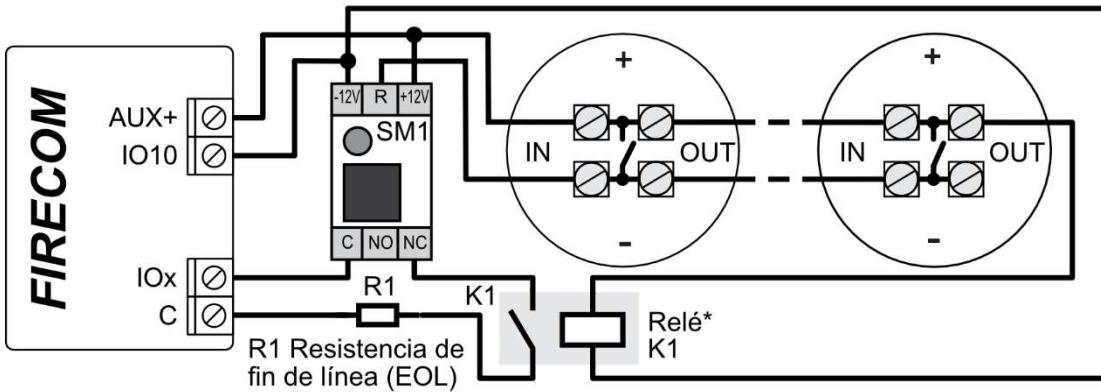 FIRECOM
AUX+
IO10
IOx
C
-12V R +12V
SM1
C NO NC
+
IN OUT
-
+
IN OUT
-
R1
K1
Relé*
K1
R1 Resistencia de
fin de línea (EOL)